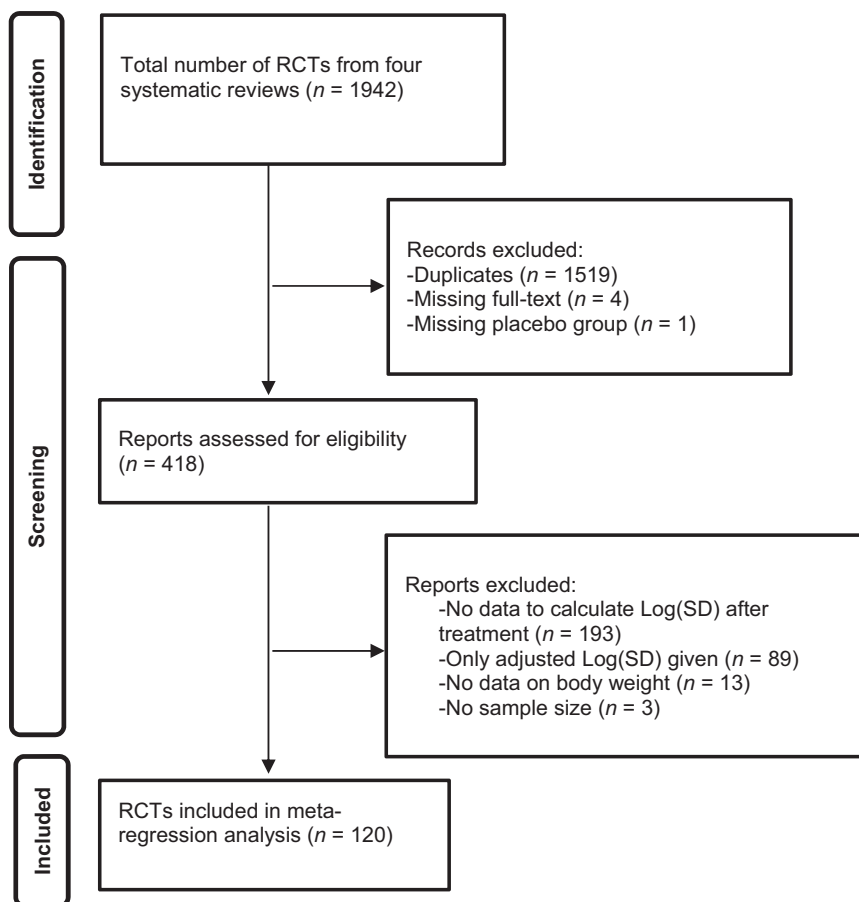 Identification
Total number of RCTs from four
systematic reviews (n = 1942)
Records excluded:
-Duplicates (n = 1519)
-Missing full-text (n = 4)
-Missing placebo group (n = 1)
Screening
Reports assessed for eligibility
(n = 418)
Reports excluded:
-No data to calculate Log(SD) after
treatment (n = 193)
-Only adjusted Log(SD) given (n = 89)
-No data on body weight (n = 13)
-No sample size (n = 3)
Included
RCTs included in meta-
regression analysis (n = 120)